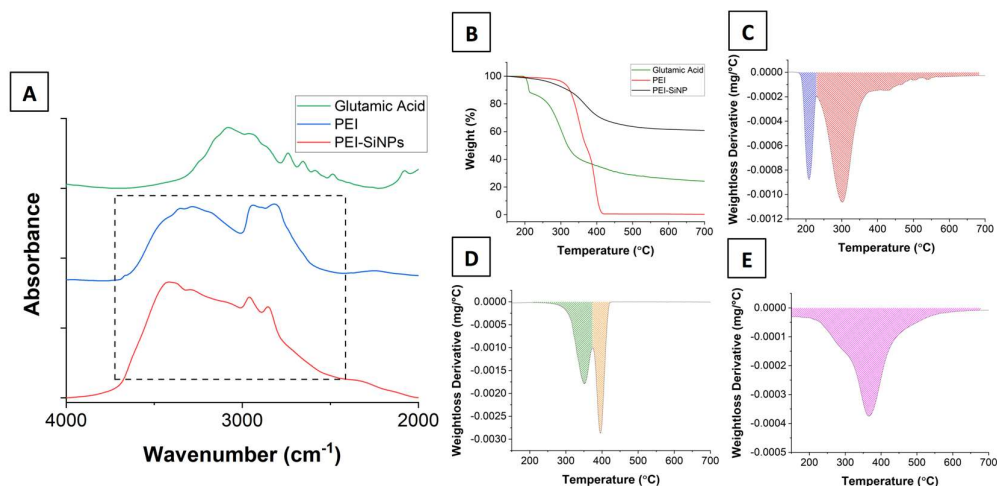 A
Glutamic Acid
PEI
PEI-SiNPs
Absorbance
4000
3000
2000
Wavenumber (cm⁻¹)
B
Glutamic Acid
PEI
PEI-SiNP
Weight (%)
100
80
60
40
20
0
200
300
400
500
600
700
Temperature (°C)
C
Weightloss Derivative (mg/°C)
0.0000
-0.0002
-0.0004
-0.0006
-0.0008
-0.0010
-0.0012
200
300
400
500
600
700
Temperature (°C)
D
Weightloss Derivative (mg/°C)
0.0000
-0.0005
-0.0010
-0.0015
-0.0020
-0.0025
-0.0030
200
300
400
500
600
700
Temperature (°C)
E
Weightloss Derivative (mg/°C)
0.0000
-0.0001
-0.0002
-0.0003
-0.0004
-0.0005
200
300
400
500
600
700
Temperature (°C)